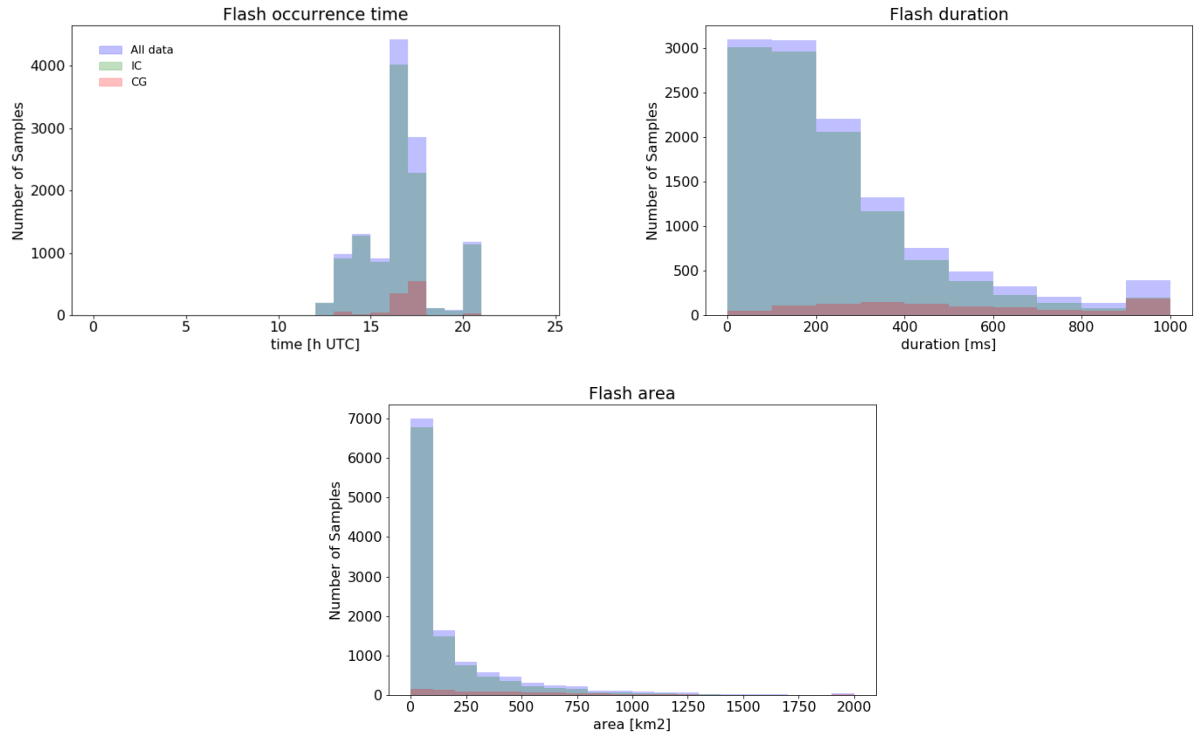 Flash occurrence time
Number of Samples
4000
3000
2000
1000
0
All data
IC
CG
0 5 10 15 20 25
time [h UTC]
Flash duration
Number of Samples
3000
2500
2000
1500
1000
500
0
0 200 400 600 800 1000
duration [ms]
Flash area
Number of Samples
7000
6000
5000
4000
3000
2000
1000
0
0 250 500 750 1000 1250 1500 1750 2000
area [km2]